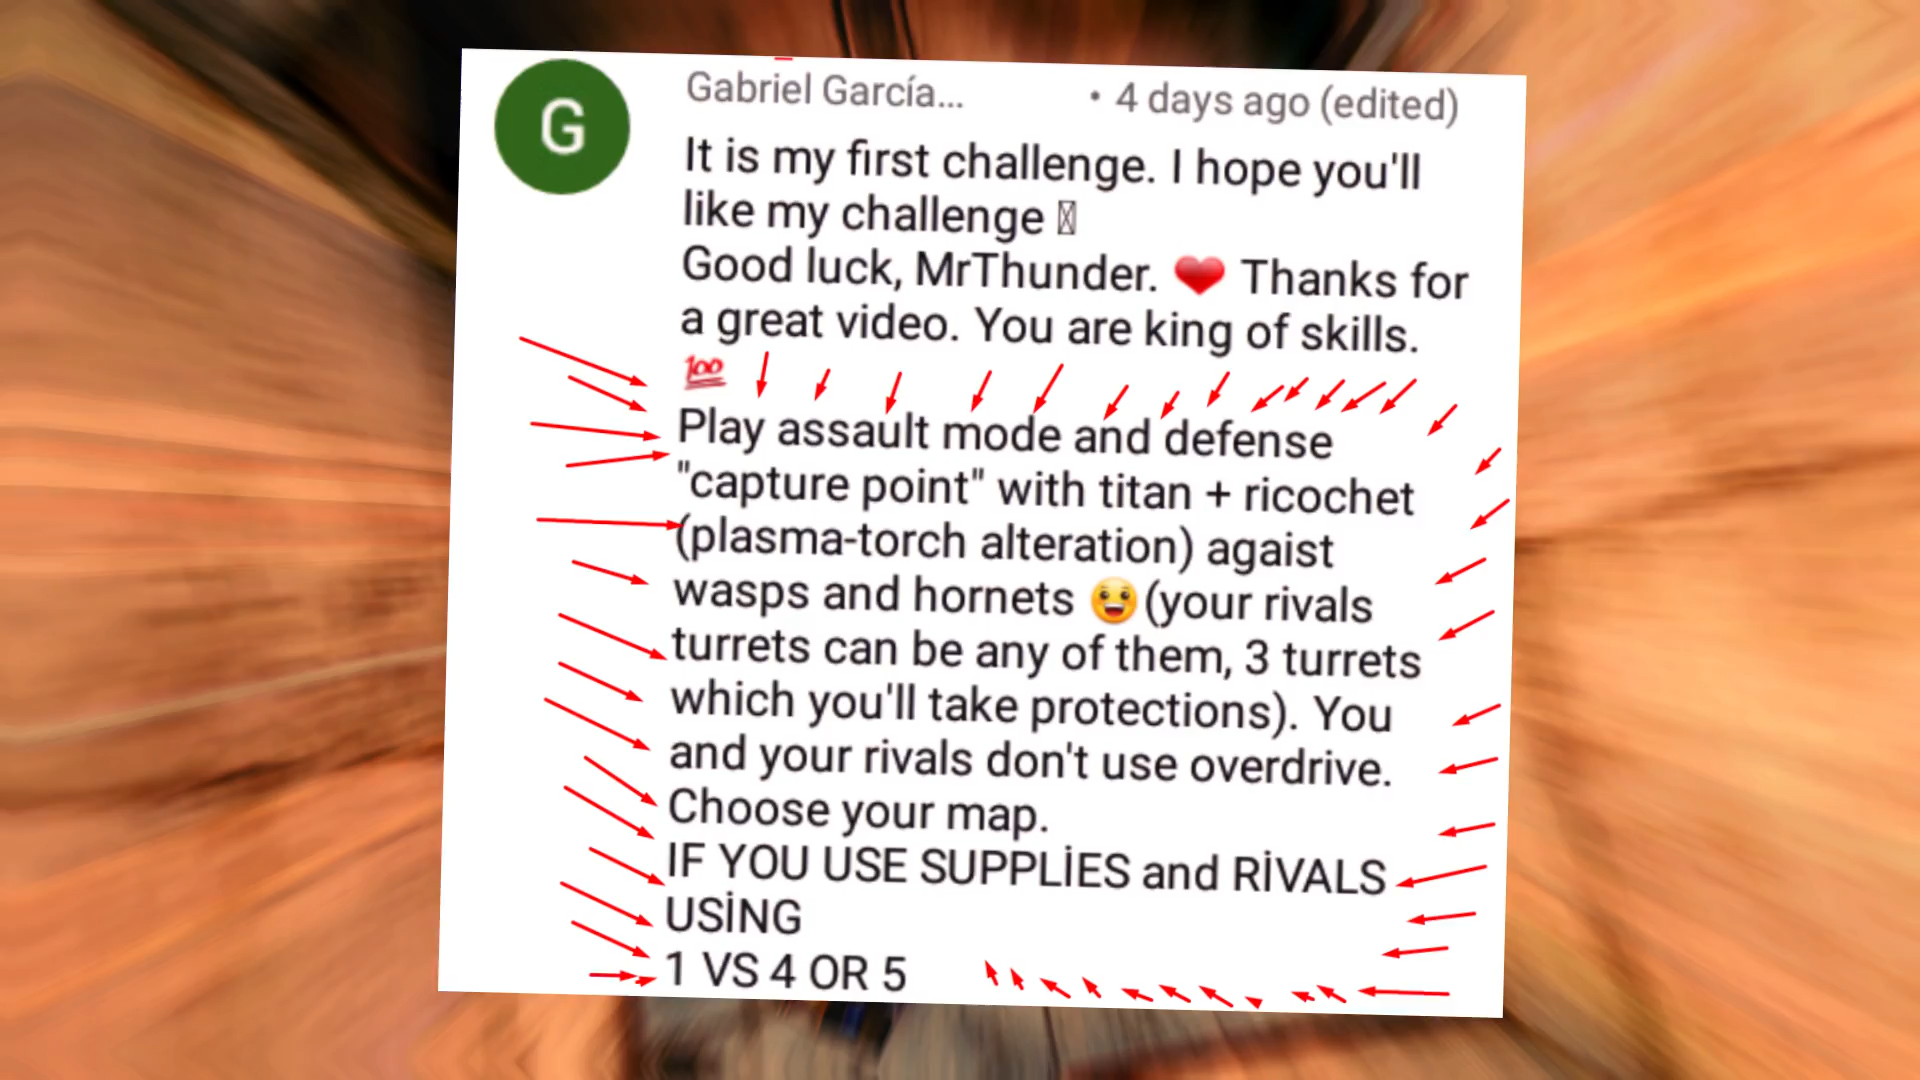 G
Gabriel García... • 4 days ago (edited)
It is my first challenge. I hope you'll
like my challenge
Good luck, MrThunder. ❤ Thanks for
a great video. You are king of skills.
💯
Play assault mode and defense
"capture point" with titan + ricochet
(plasma-torch alteration) agaist
wasps and hornets 😀(your rivals
turrets can be any of them, 3 turrets
which you'll take protections). You
and your rivals don't use overdrive.
Choose your map.
IF YOU USE SUPPLİES and RİVALS
USİNG
1 VS 4 OR 5